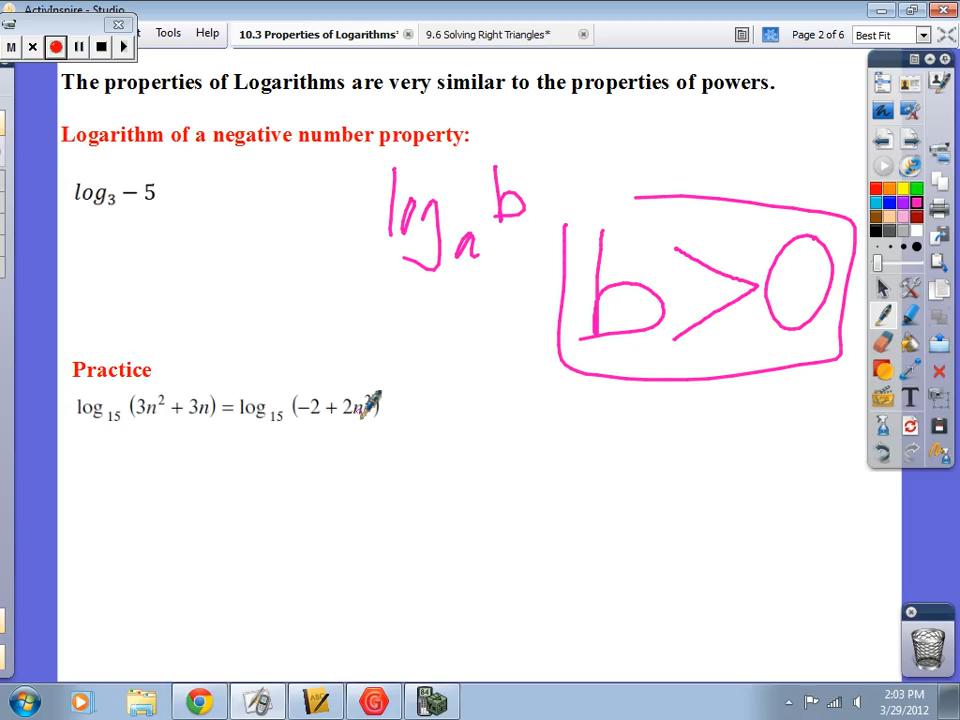 ActivInspire - Studio
M
Tools Help
10.3 Properties of Logarithms*
9.6 Solving Right Triangles*
Page 2 of 6
Best Fit
The properties of Logarithms are very similar to the properties of powers.
Logarithm of a negative number property:
log₃ − 5
log a b
b > 0
Practice
log ₁₅ (3n² + 3n) = log ₁₅ (−2 + 2n²)
2:03 PM
3/29/2012